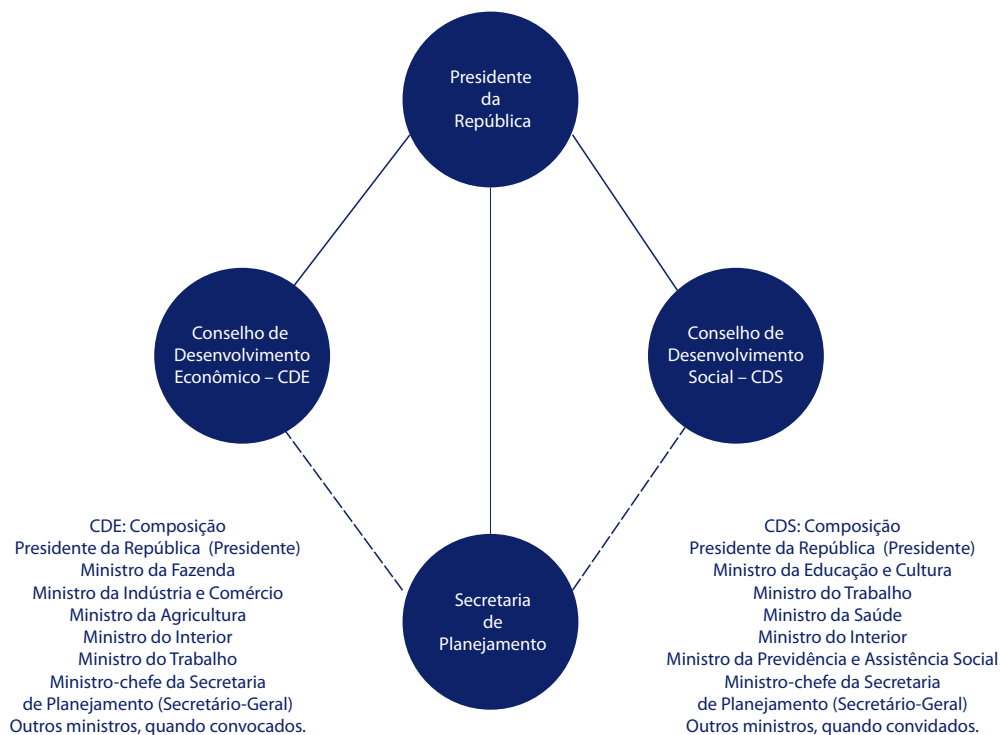 Presidente
da
República
Conselho de
Desenvolvimento
Econômico – CDE
Conselho de
Desenvolvimento
Social – CDS
Secretaria
de
Planejamento
CDE: Composição
Presidente da República (Presidente)
Ministro da Fazenda
Ministro da Indústria e Comércio
Ministro da Agricultura
Ministro do Interior
Ministro do Trabalho
Ministro-chefe da Secretaria
de Planejamento (Secretário-Geral)
Outros ministros, quando convocados.
CDS: Composição
Presidente da República (Presidente)
Ministro da Educação e Cultura
Ministro do Trabalho
Ministro da Saúde
Ministro do Interior
Ministro da Previdência e Assistência Social
Ministro-chefe da Secretaria
de Planejamento (Secretário-Geral)
Outros ministros, quando convidados.